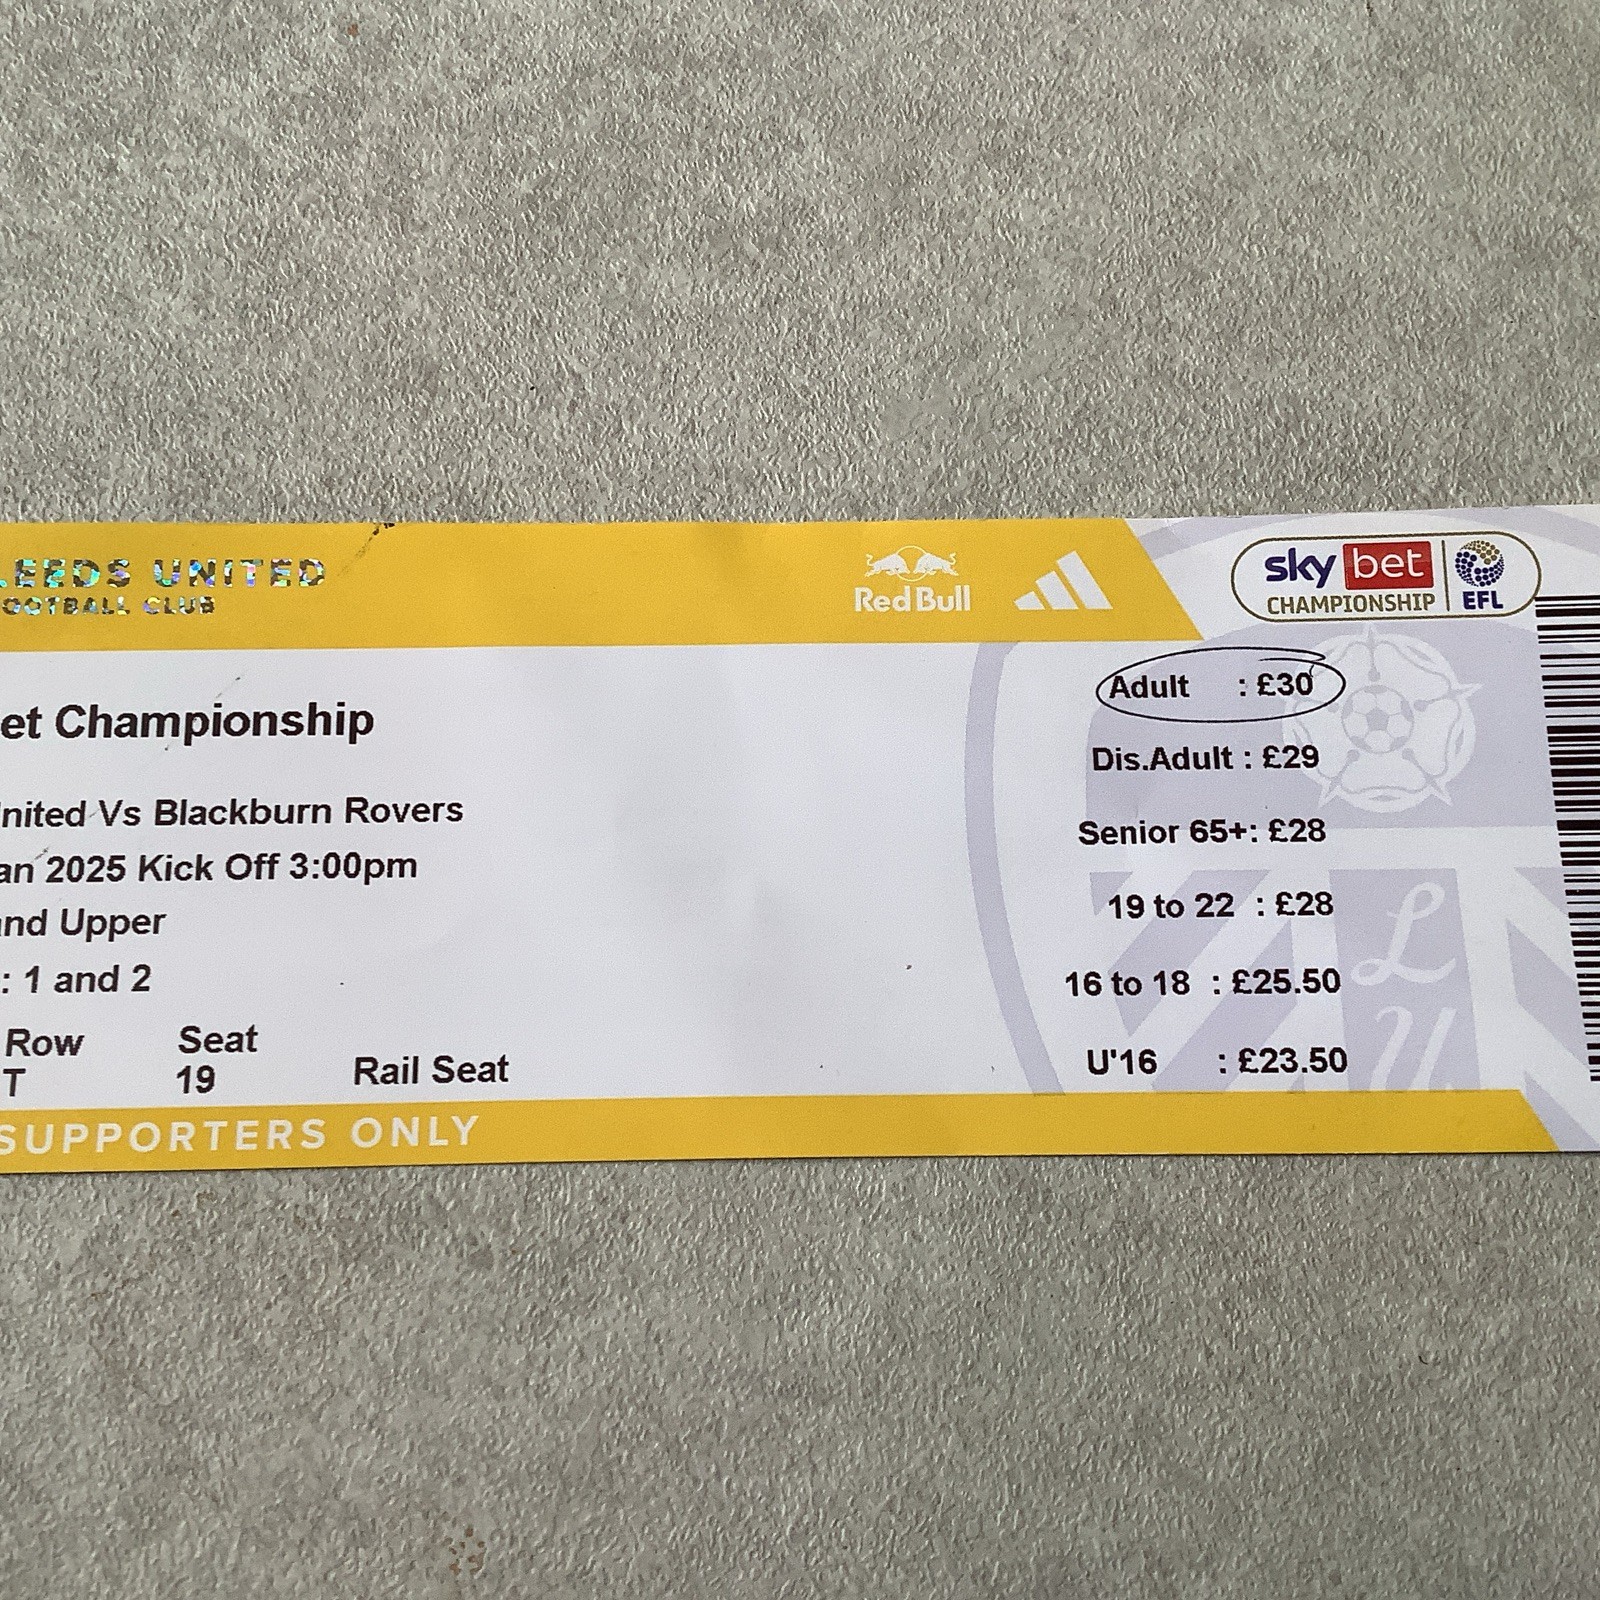 LEEDS UNITED
FOOTBALL CLUB
Red Bull
sky bet
CHAMPIONSHIP
EFL
et Championship
nited Vs Blackburn Rovers
an 2025 Kick Off 3:00pm
and Upper
: 1 and 2
Row Seat
T 19 Rail Seat
SUPPORTERS ONLY
Adult : £30
Dis.Adult : £29
Senior 65+: £28
19 to 22 : £28
16 to 18 : £25.50
U'16 : £23.50
L
U